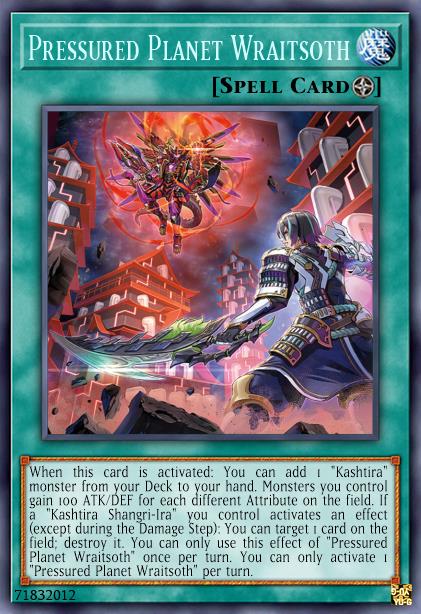 PRESSURED PLANET WRAITSOTH
魔
[SPELL CARD]
When this card is activated: You can add 1 "Kashtira"
monster from your Deck to your hand. Monsters you control
gain 100 ATK/DEF for each different Attribute on the field. If
a "Kashtira Shangri-Ira" you control activates an effect
(except during the Damage Step): You can target 1 card on the
field; destroy it. You can only use this effect of "Pressured
Planet Wraitsoth" once per turn. You can only activate 1
"Pressured Planet Wraitsoth" per turn.
71832012